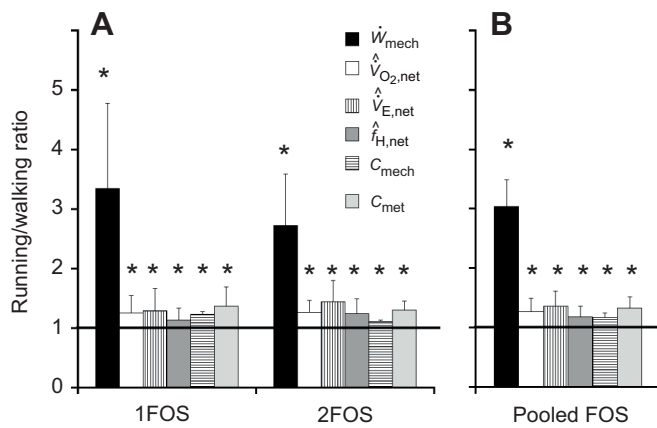 A
B
Running/walking ratio
6
5
4
3
2
1
0
Ẇmech
V̇̂O2,net
V̇̂E,net
f̂H,net
Cmech
Cmet
*
*
*
* * * * *
* * * * *
* * * * *
1FOS
2FOS
Pooled FOS